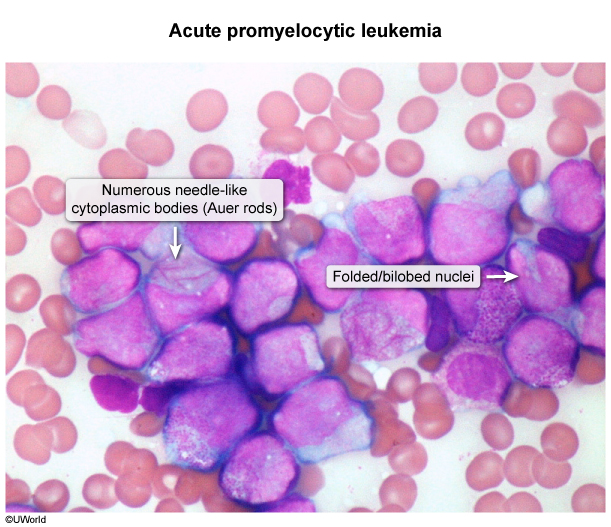 Acute promyelocytic leukemia
Numerous needle-like
cytoplasmic bodies (Auer rods)
Folded/bilobed nuclei
©UWorld